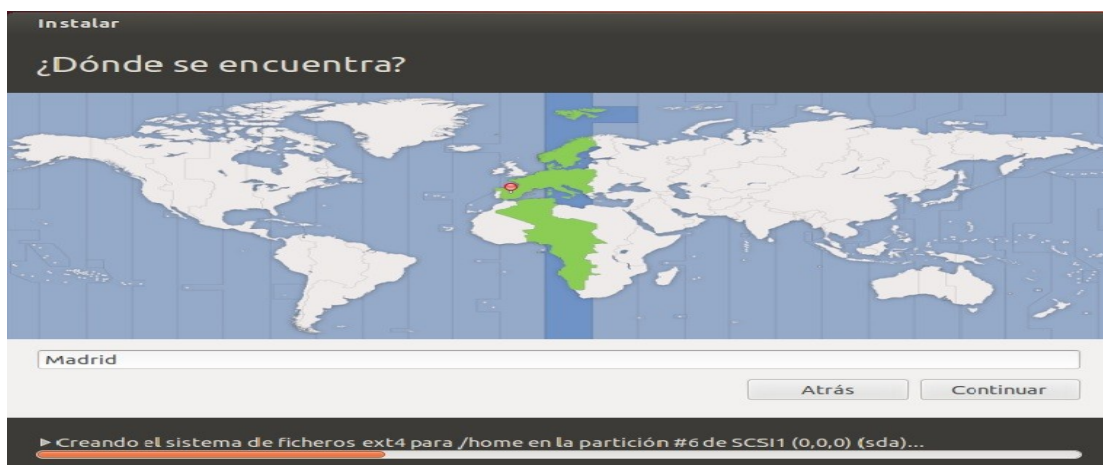 Instalar
¿Dónde se encuentra?
Madrid
Atrás Continuar
Creando el sistema de ficheros ext4 para /home en la partición #6 de SCSI1 (0,0,0) (sda)...